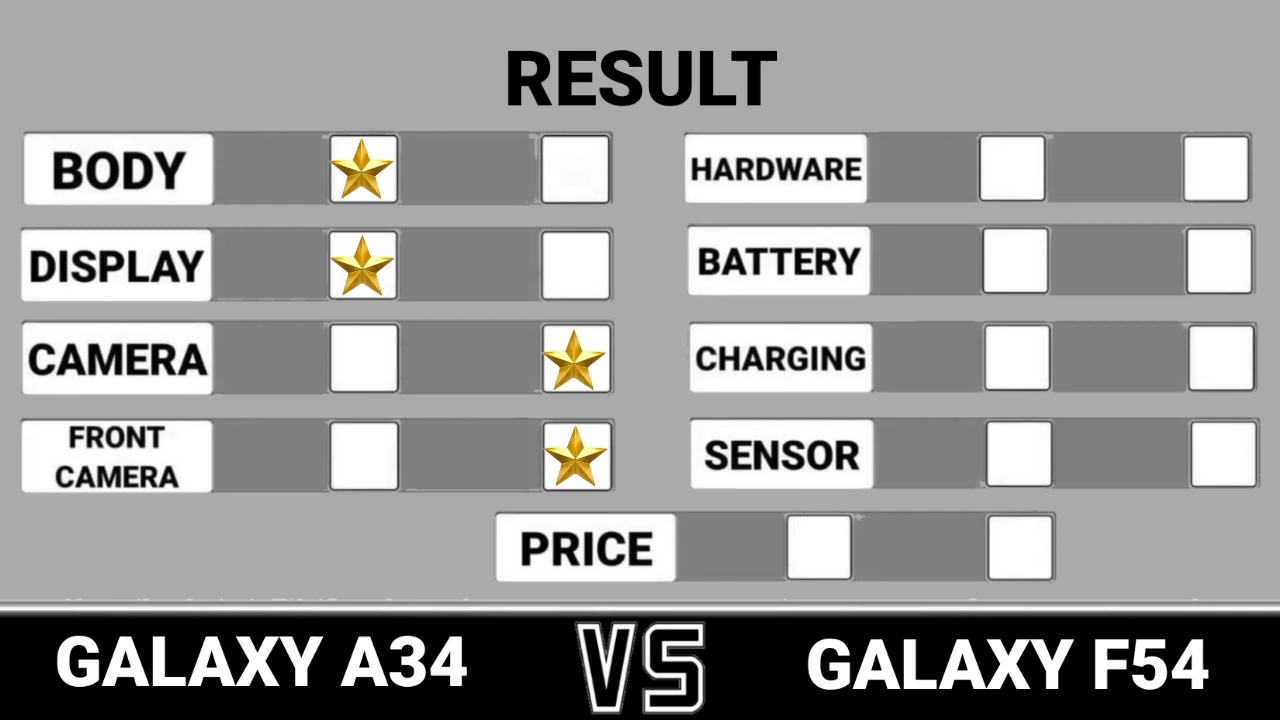 RESULT
BODY
HARDWARE
DISPLAY
BATTERY
CAMERA
CHARGING
FRONT
CAMERA
SENSOR
PRICE
GALAXY A34
VS
GALAXY F54